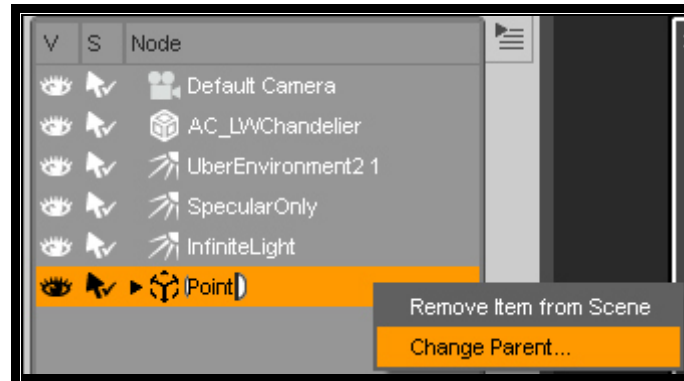 V S Node
Default Camera
AC_LWChandelier
UberEnvironment2 1
SpecularOnly
InfiniteLight
(Point)
Remove Item from Scene
Change Parent...